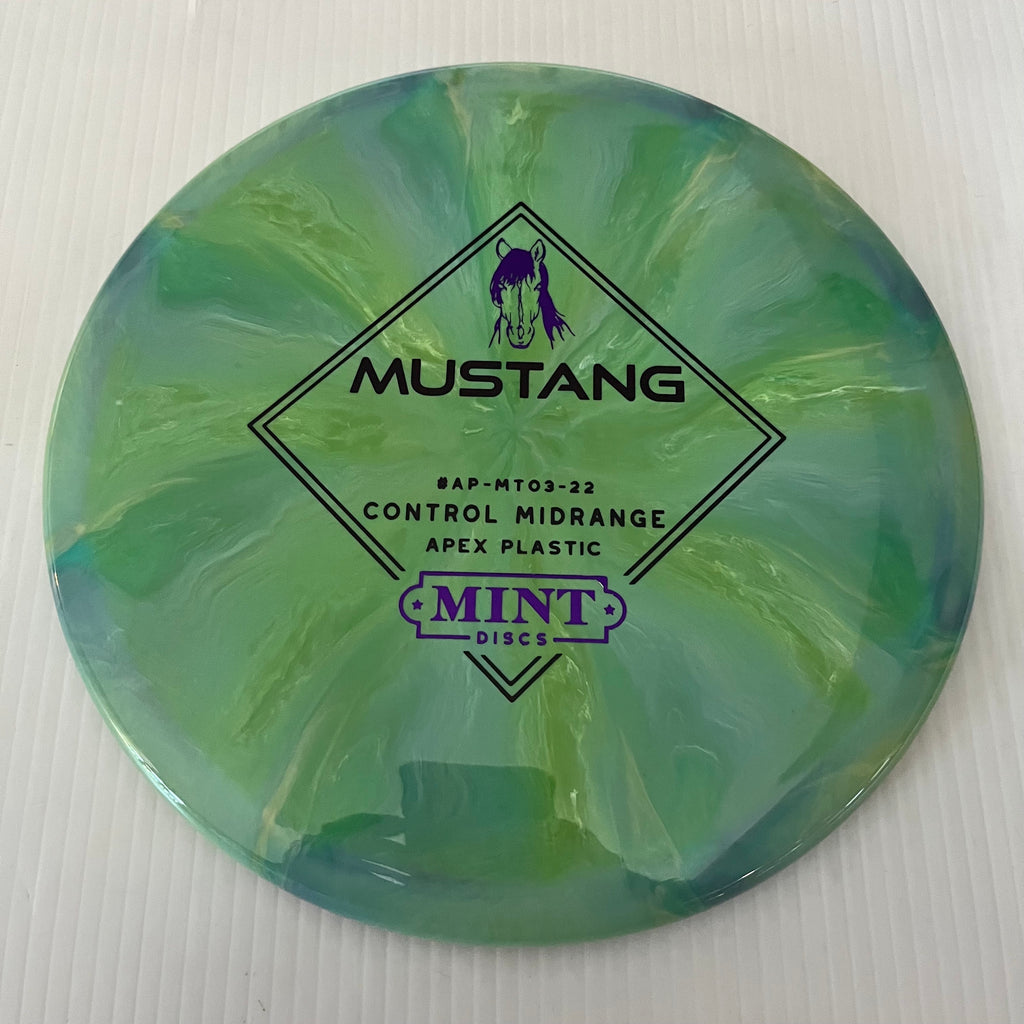 MUSTANG
#AP-MT03-22
CONTROL MIDRANGE
APEX PLASTIC
MINT
DISCS